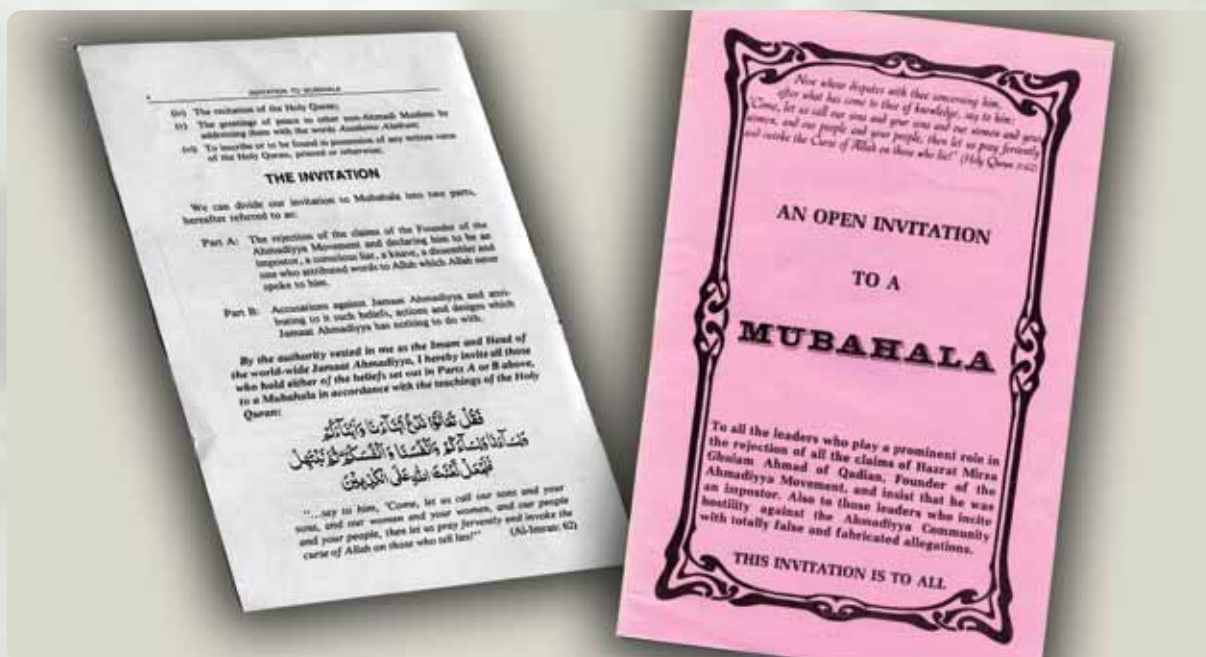 INVITATION TO MUBAHALA
(iv) The recitation of the Holy Quran;
(v) The greetings of peace to other non-Ahmadi Muslims by
addressing them with the words Assalamo Alaikum;
(vi) To inscribe or to be found in possession of any written verse
of the Holy Quran, printed or otherwise;
THE INVITATION
We can divide our invitation to Mubahala into two parts,
hereafter referred to as:
Part A: The rejection of the claims of the Founder of the
Ahmadiyya Movement and declaring him to be an
impostor, a conscious liar, a knave, a dissembler and
one who attributed words to Allah which Allah never
spoke to him.
Part B: Accusations against Jamaat Ahmadiyya and attri-
buting to it such beliefs, actions and designs which
Jamaat Ahmadiyya has nothing to do with.
By the authority vested in me as the Imam and Head of
the world-wide Jamaat Ahmadiyya, I hereby invite all those
who hold either of the beliefs set out in Parts A or B above,
to a Mubahala in accordance with the teachings of the Holy
Quran:
فَقُلْ تَعَالَوْا نَدْعُ أَبْنَآءَنَا وَأَبْنَآءَكُمْ
وَنِسَآءَنَا وَنِسَآءَكُمْ وَأَنْفُسَنَا وَأَنْفُسَكُمْ ثُمَّ نَبْتَهِلْ
فَنَجْعَلْ لَعْنَتَ اللّٰهِ عَلَى الْكٰذِبِيْنَ
"...say to him, 'Come, let us call our sons and your
sons, and our women and your women, and our people
and your people, then let us pray fervently and invoke the
curse of Allah on those who tell lies!'" (Al-Imran: 62)
Now whoso disputes with thee concerning him,
after what has come to thee of knowledge, say to him:
'Come, let us call our sons and your sons and our women and your
women, and our people and your people, then let us pray fervently
and invoke the Curse of Allah on those who lie!' (Holy Quran 3:62)
AN OPEN INVITATION
TO A
MUBAHALA
To all the leaders who play a prominent role in
the rejection of all the claims of Hazrat Mirza
Ghulam Ahmad of Qadian, Founder of the
Ahmadiyya Movement, and insist that he was
an impostor. Also to those leaders who incite
hostility against the Ahmadiyya Community
with totally false and fabricated allegations.
THIS INVITATION IS TO ALL